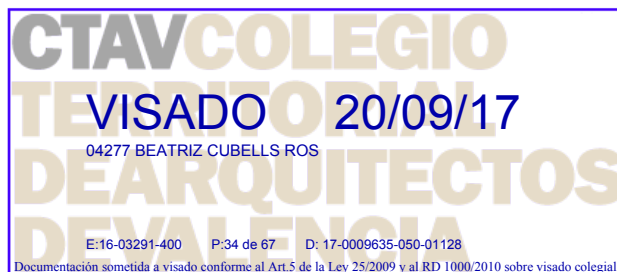 CTAVCOLEGIO
TERRITORIAL
VISADO 20/09/17
04277 BEATRIZ CUBELLS ROS
DEARQUITECTOS
DEVALENCIA
E:16-03291-400 P:34 de 67 D: 17-0009635-050-01128
Documentación sometida a visado conforme al Art.5 de la Ley 25/2009 y al RD 1000/2010 sobre visado colegial